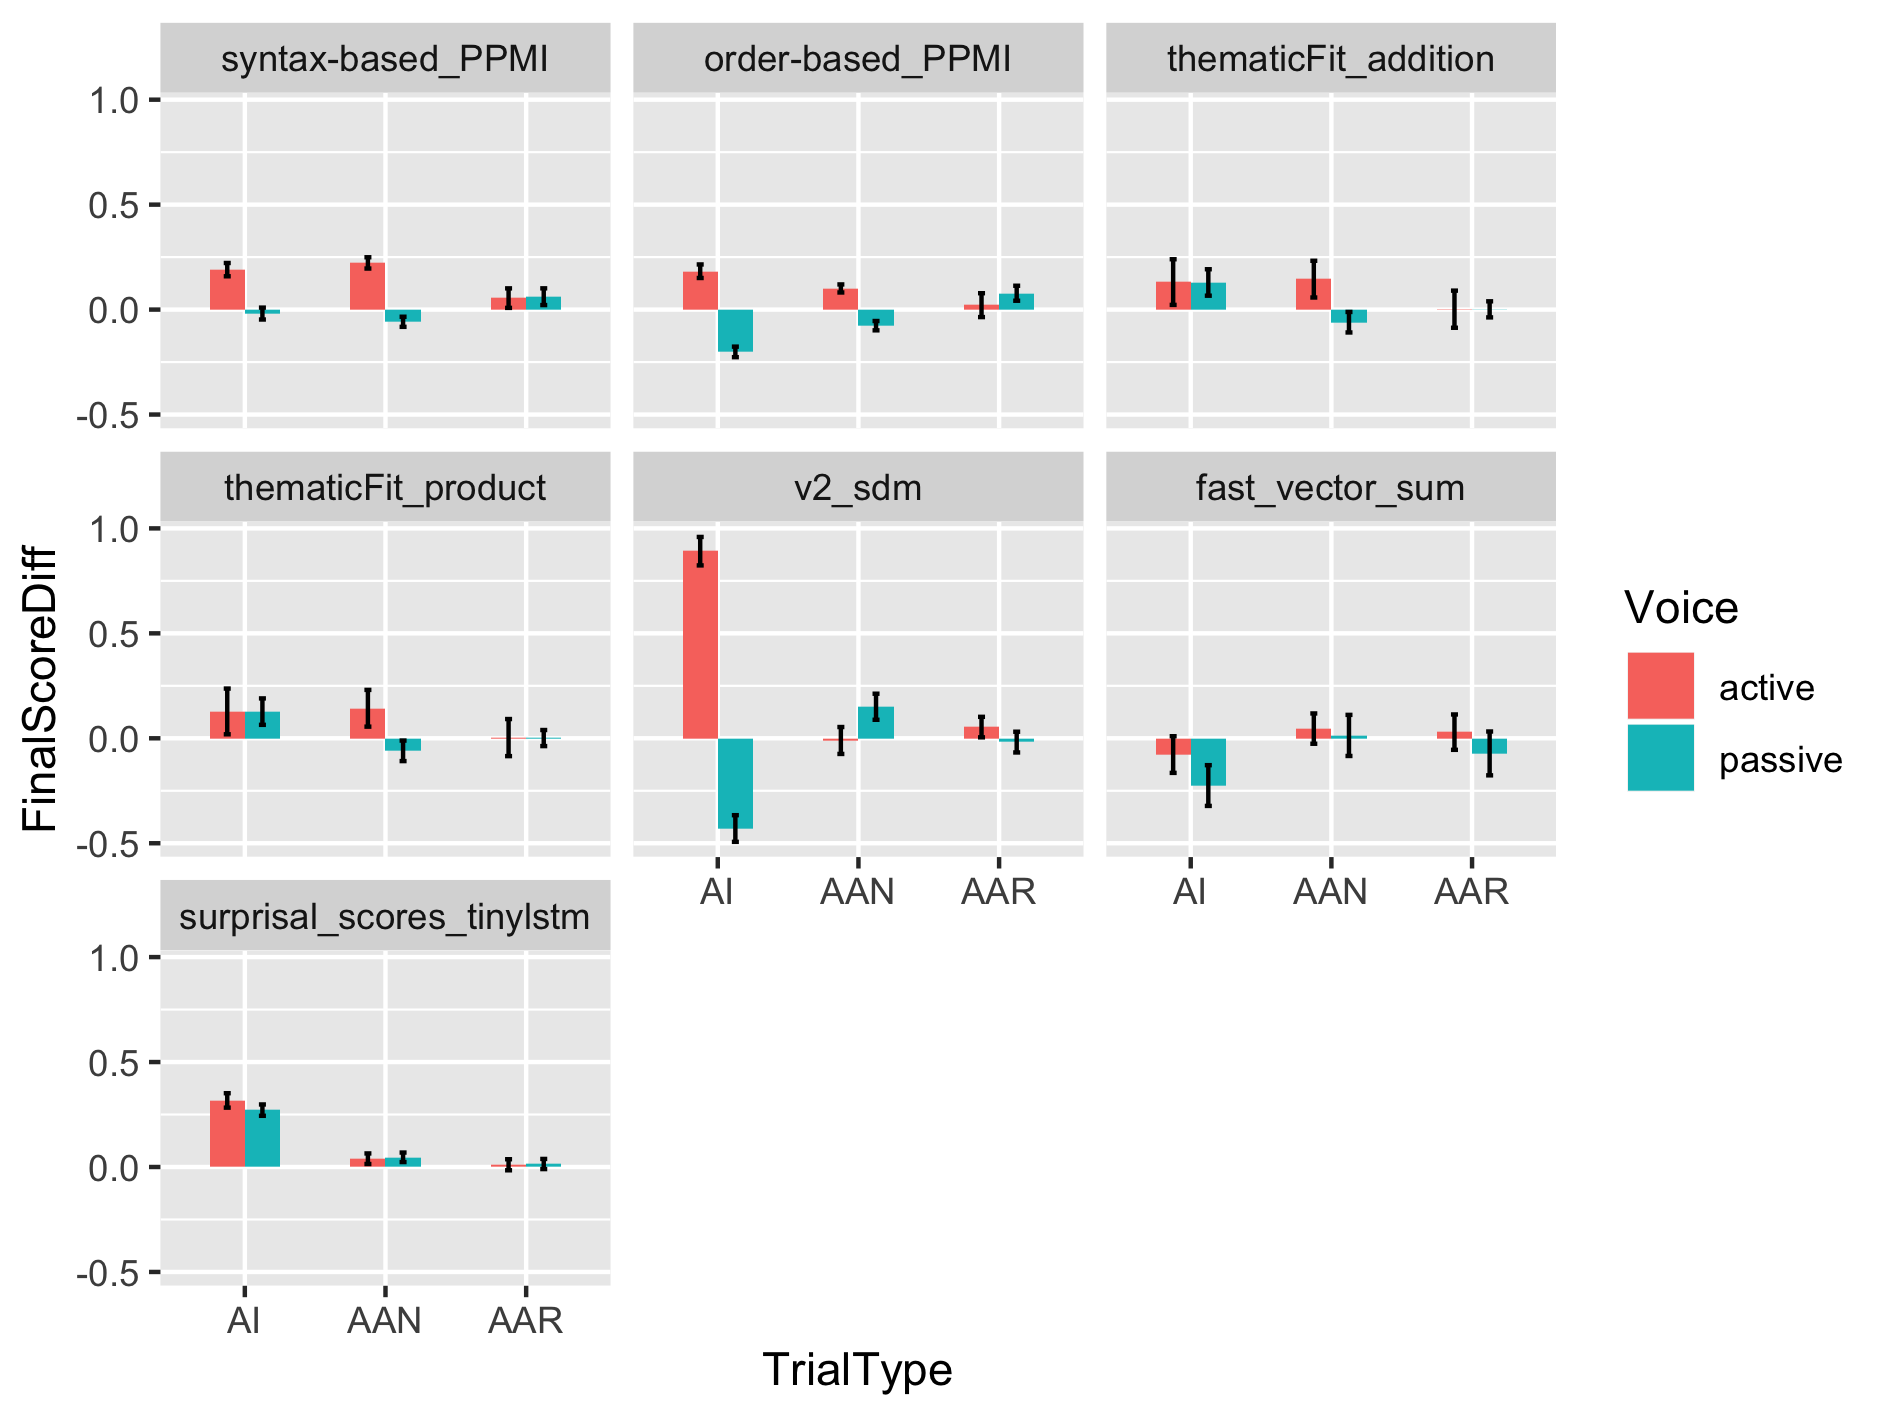 syntax-based_PPMI order-based_PPMI thematicFit_addition
1.0
0.5
0.0
-0.5
thematicFit_product v2_sdm fast_vector_sum
1.0
0.5
0.0
-0.5
AI AAN AAR AI AAN AAR
surprisal_scores_tinylstm
1.0
0.5
0.0
-0.5
AI AAN AAR
TrialType
FinalScoreDiff
Voice
active
passive